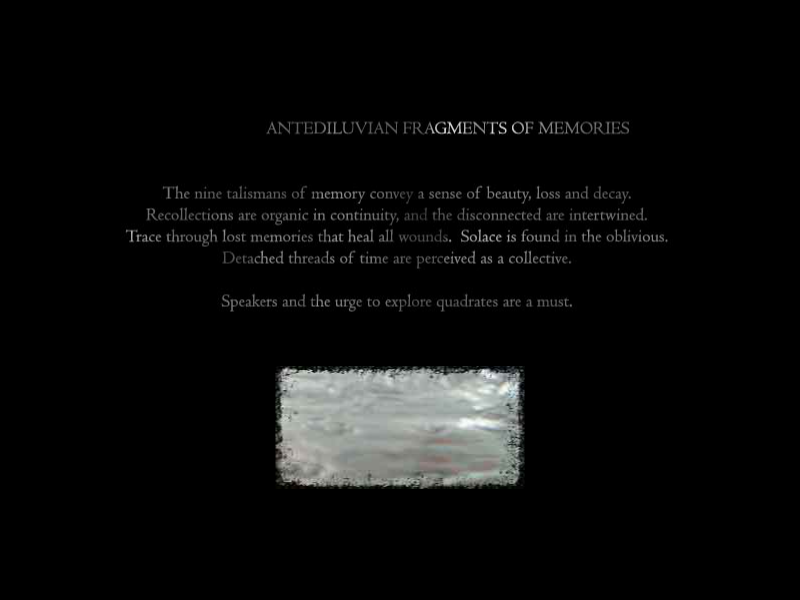 ANTEDILUVIAN FRAGMENTS OF MEMORIES
The nine talismans of memory convey a sense of beauty, loss and decay.
Recollections are organic in continuity, and the disconnected are intertwined.
Trace through lost memories that heal all wounds.  Solace is found in the oblivious.
Detached threads of time are perceived as a collective.
Speakers and the urge to explore quadrates are a must.